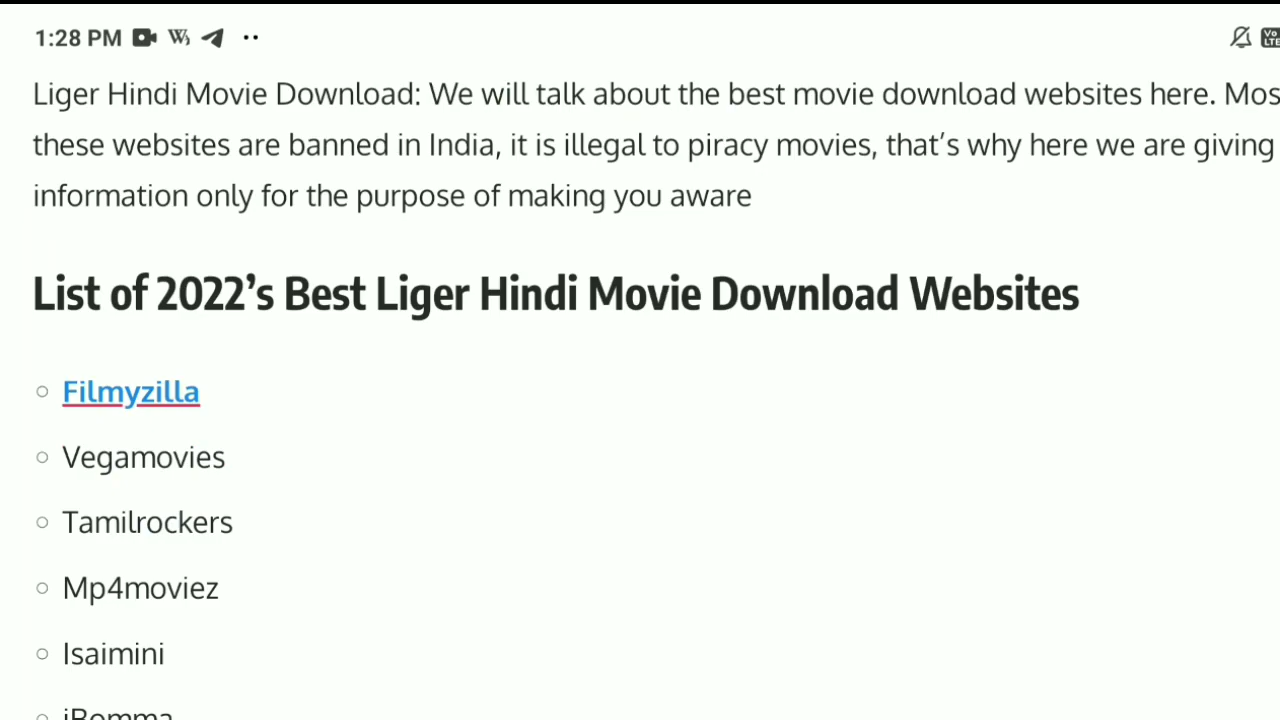 1:28 PM
Vo LTE
Liger Hindi Movie Download: We will talk about the best movie download websites here. Mos
these websites are banned in India, it is illegal to piracy movies, that’s why here we are giving
information only for the purpose of making you aware
List of 2022’s Best Liger Hindi Movie Download Websites
Filmyzilla
Vegamovies
Tamilrockers
Mp4moviez
Isaimini
iBomma